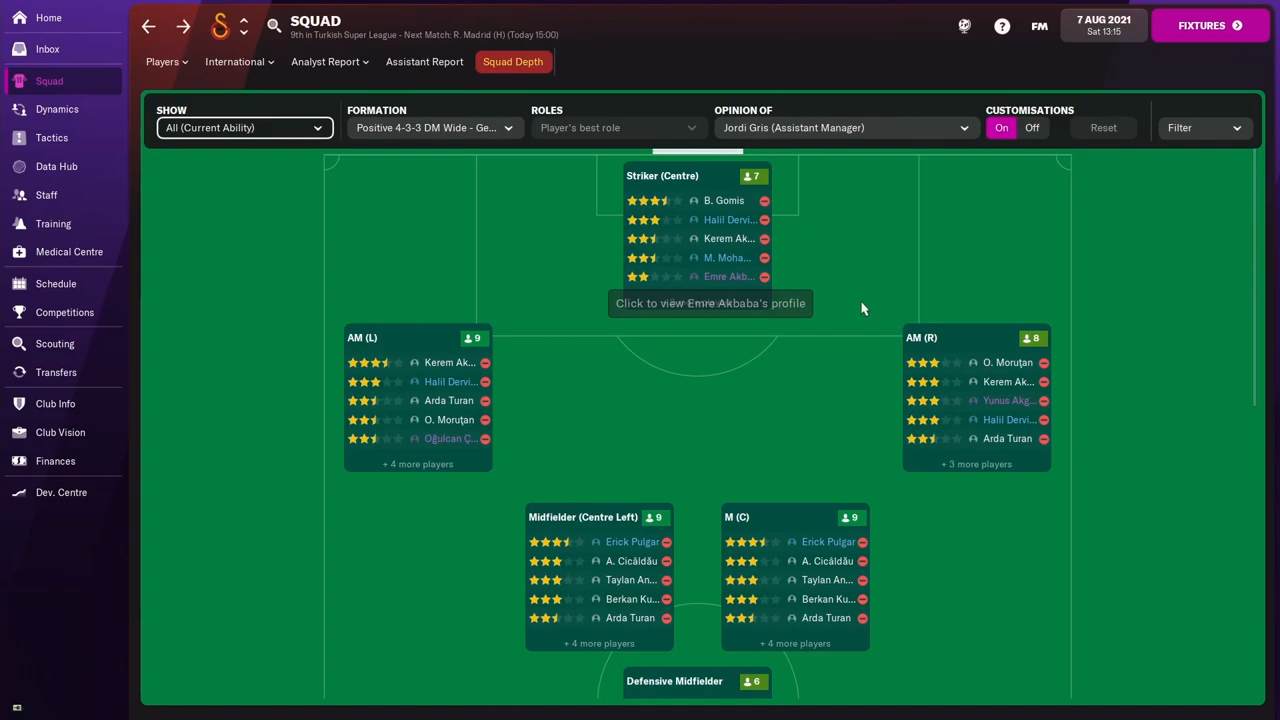 Home
Inbox
Squad
Dynamics
Tactics
Data Hub
Staff
Training
Medical Centre
Schedule
Competitions
Scouting
Transfers
Club Info
Club Vision
Finances
Dev. Centre
SQUAD
9th in Turkish Super League - Next Match: R. Madrid (H) (Today 15:00)
FM
7 AUG 2021
Sat 13:15
FIXTURES
Players
International
Analyst Report
Assistant Report
Squad Depth
SHOW
All (Current Ability)
FORMATION
Positive 4-3-3 DM Wide - Ge...
ROLES
Player's best role
OPINION OF
Jordi Gris (Assistant Manager)
CUSTOMISATIONS
On
Off
Reset
Filter
Striker (Centre) 7
B. Gomis
Halil Dervi...
Kerem Ak...
M. Moha...
Emre Akb...
Click to view Emre Akbaba's profile
AM (L) 9
Kerem Ak...
Halil Dervi...
Arda Turan
O. Moruţan
Oğulcan Ç...
+ 4 more players
AM (R) 8
O. Moruţan
Kerem Ak...
Yunus Akg...
Halil Dervi...
Arda Turan
+ 3 more players
Midfielder (Centre Left) 9
Erick Pulgar
A. Cicâldău
Taylan An...
Berkan Ku...
Arda Turan
+ 4 more players
M (C) 9
Erick Pulgar
A. Cicâldău
Taylan An...
Berkan Ku...
Arda Turan
+ 4 more players
Defensive Midfielder 6